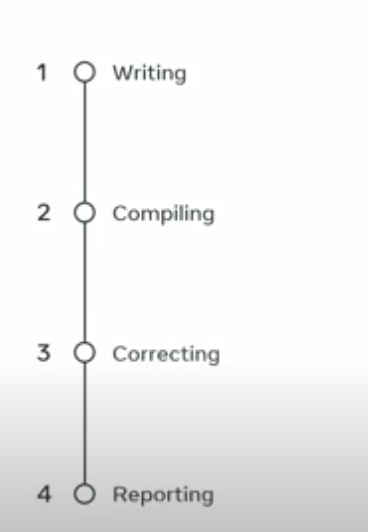 1 Writing
2 Compiling
3 Correcting
4 Reporting